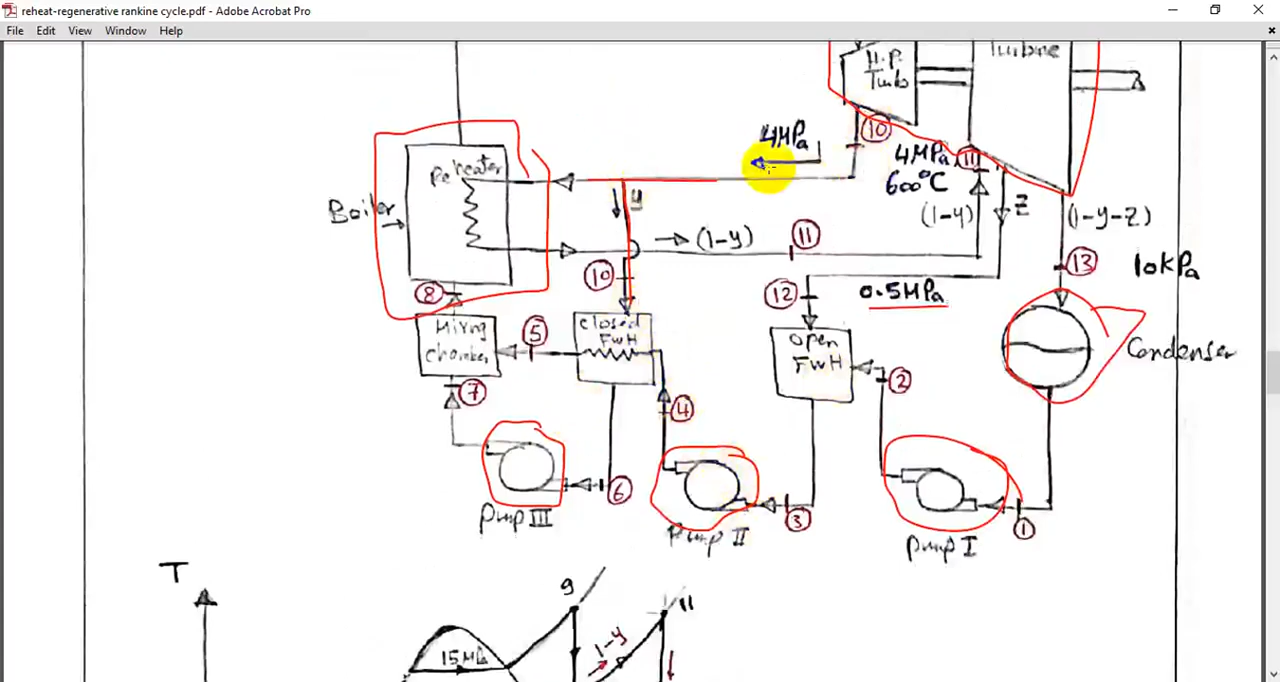 reheat-regenerative rankine cycle.pdf - Adobe Acrobat Pro
File Edit View Window Help
H.P. Turb
Turbine
10
4MPa
4MPa, 11
600°C
Reheater
Boiler
y
(1-y)
(1-y)
Z
(1-y-Z)
11
13
10kPa
10
12
0.5MPa
8
Mixing chamber
5
closed FWH
open FWH
Condenser
2
7
4
6
3
1
Pump III
Pump II
Pump I
T
9
11
1-y
15MPa